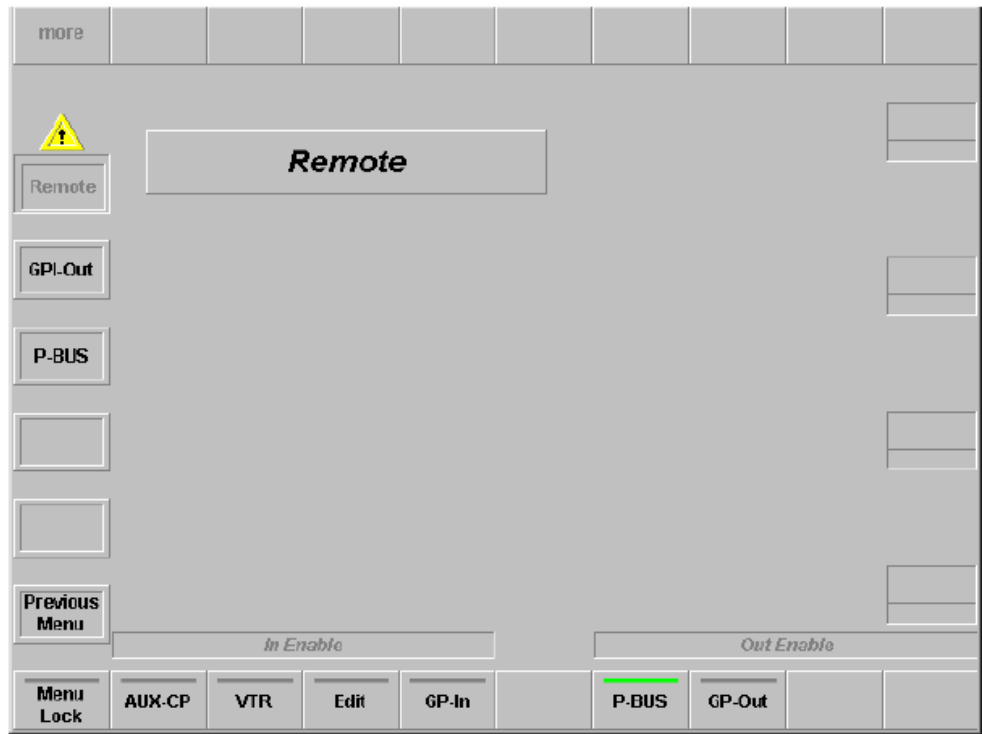 more
!
Remote
Remote
GPI-Out
P-BUS
Previous
Menu
In Enable
Out Enable
Menu
Lock
AUX-CP
VTR
Edit
GP-In
P-BUS
GP-Out